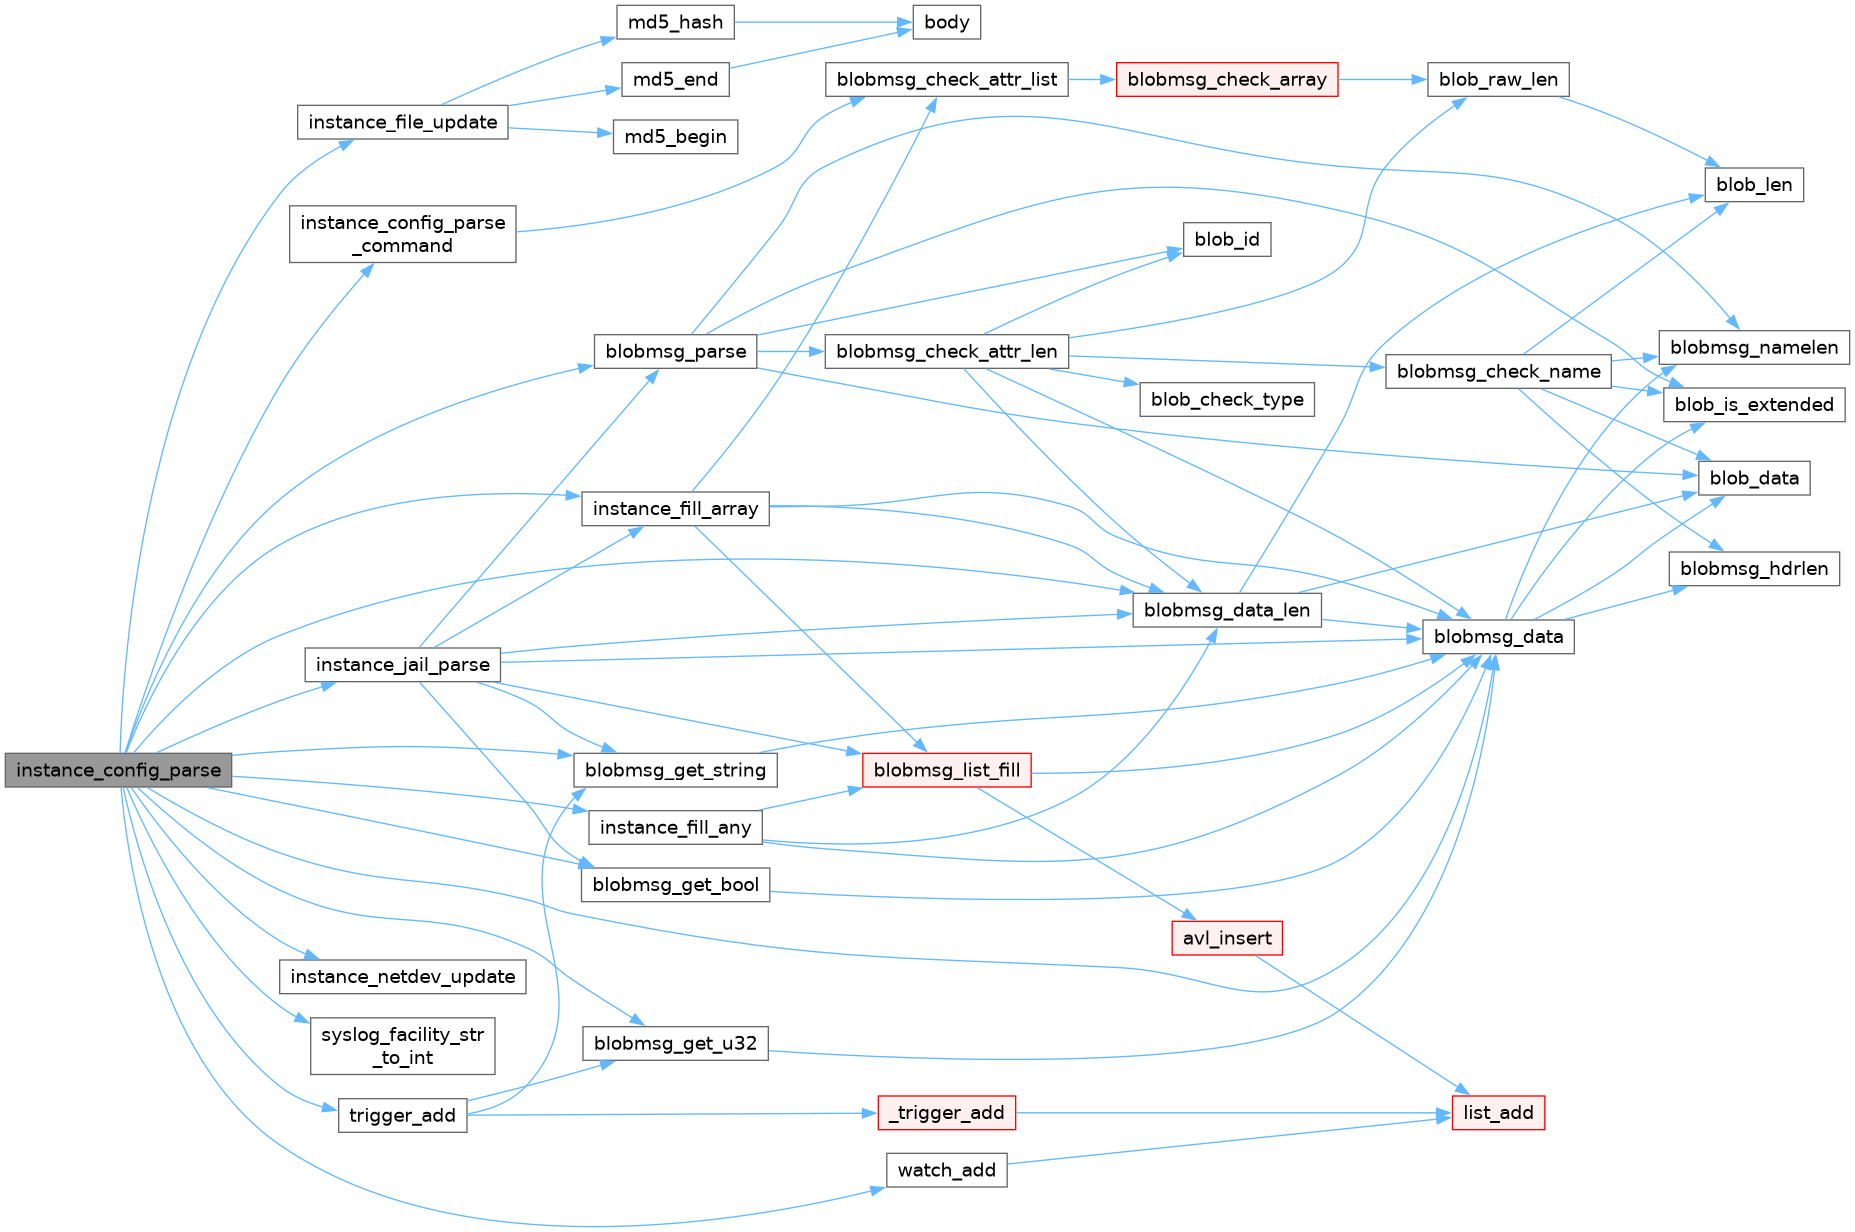 md5_hash
body
md5_end
blobmsg_check_attr_list
blobmsg_check_array
blob_raw_len
instance_file_update
md5_begin
blob_len
instance_config_parse
_command
blob_id
blobmsg_parse
blobmsg_check_attr_len
blobmsg_namelen
blobmsg_check_name
blob_check_type
blob_is_extended
blob_data
instance_fill_array
blobmsg_hdrlen
blobmsg_data_len
blobmsg_data
instance_jail_parse
instance_config_parse
blobmsg_get_string
blobmsg_list_fill
instance_fill_any
blobmsg_get_bool
avl_insert
instance_netdev_update
syslog_facility_str
_to_int
blobmsg_get_u32
trigger_add
_trigger_add
list_add
watch_add